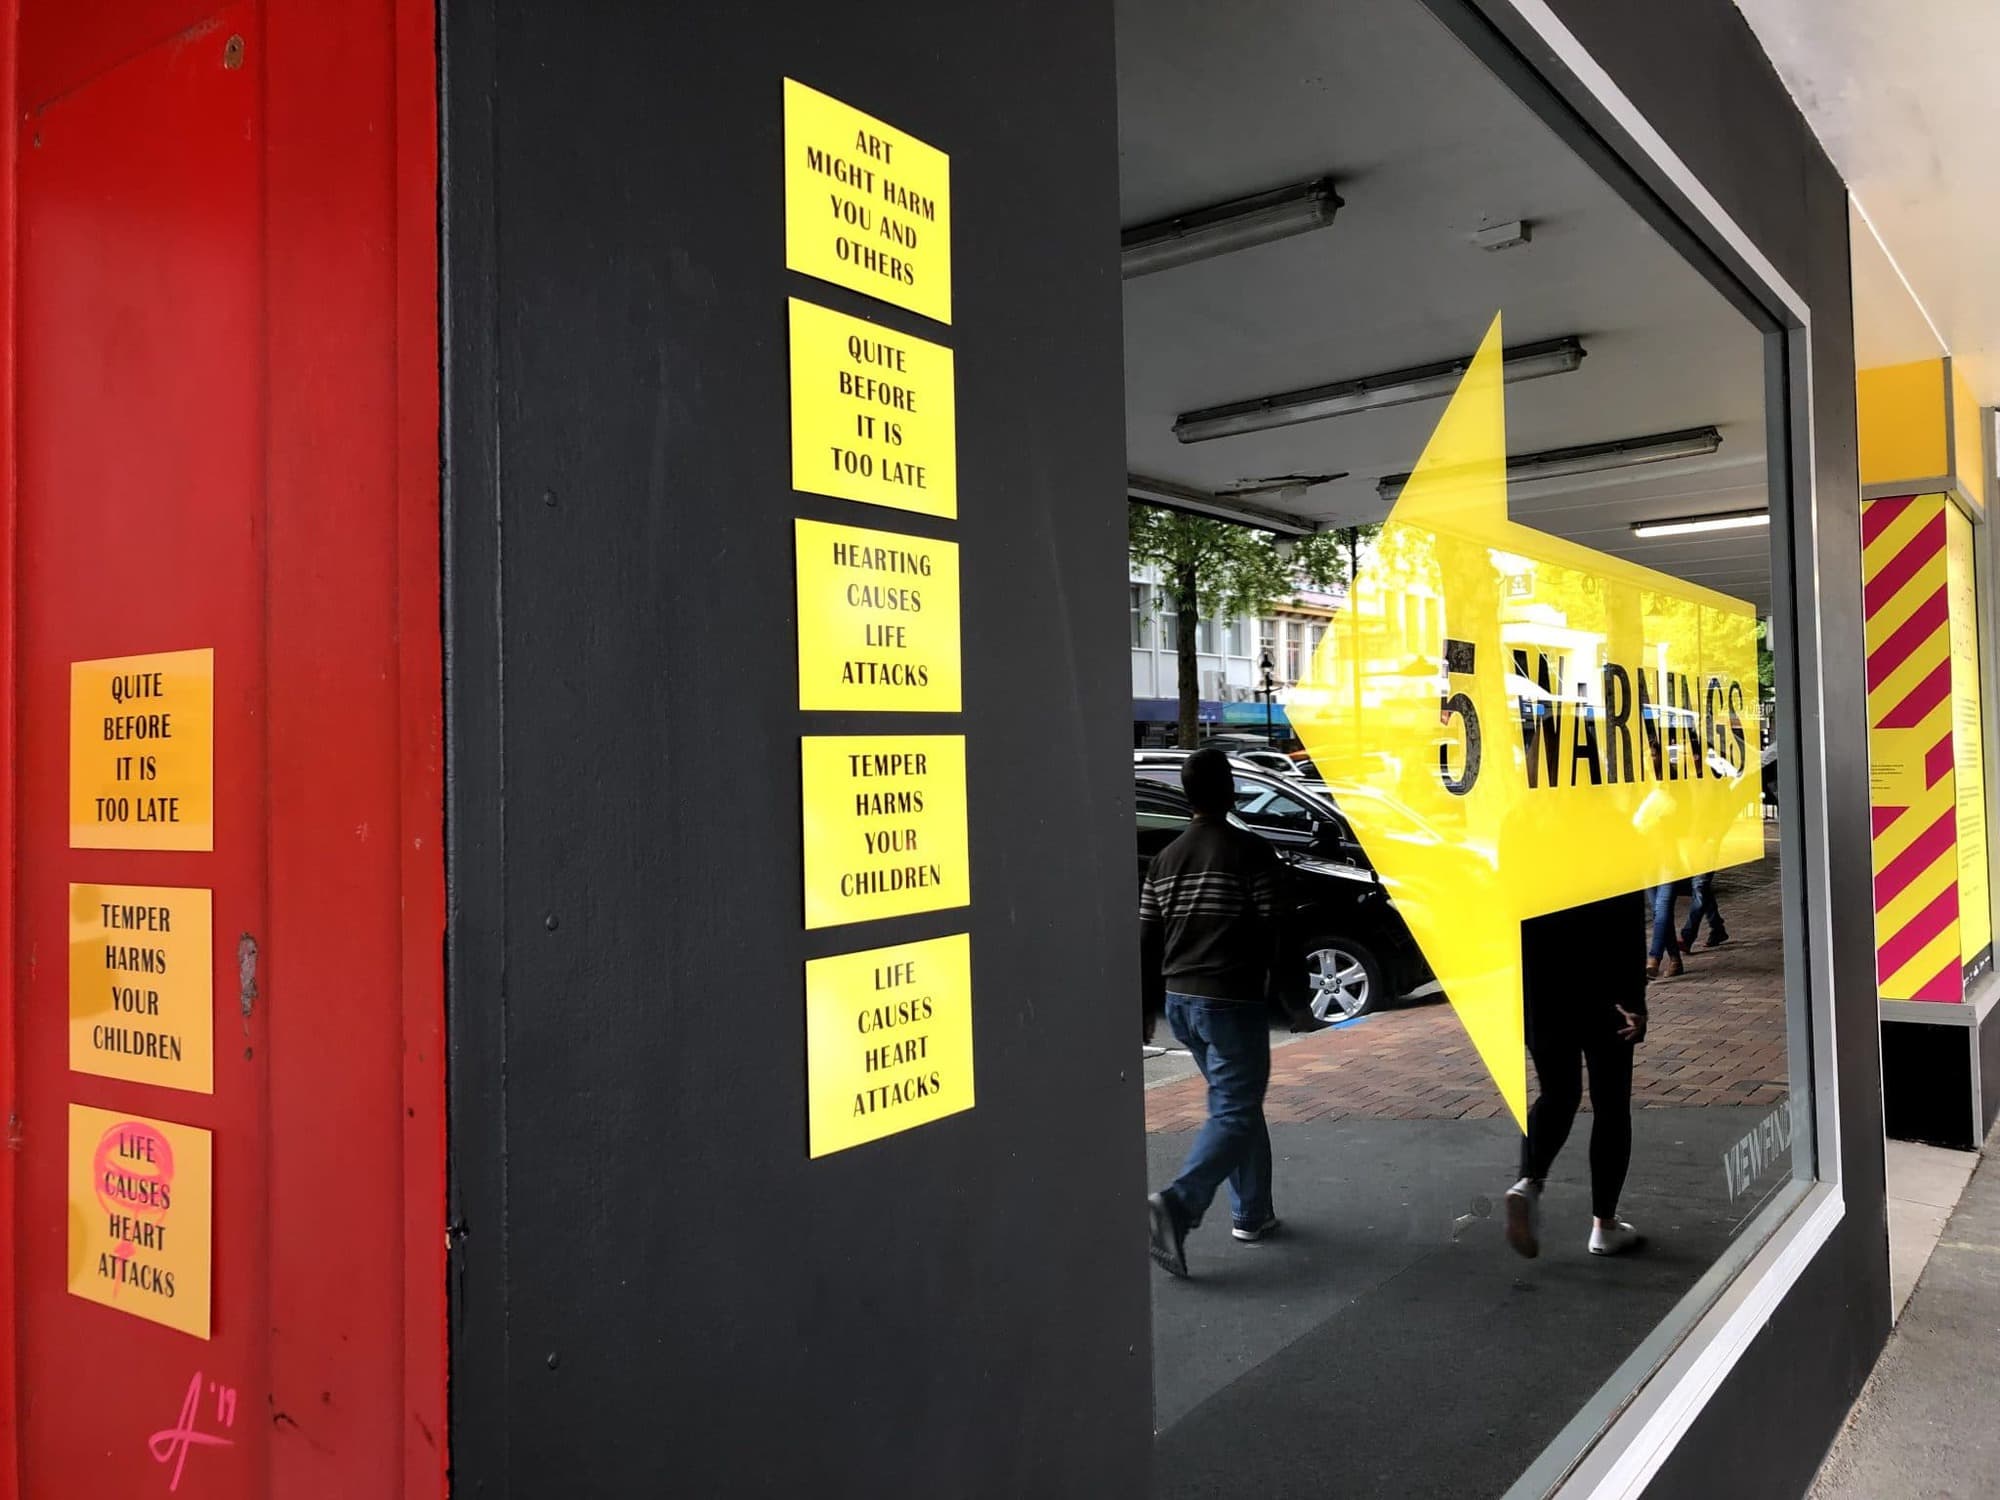 ART
MIGHT HARM
YOU AND
OTHERS
QUITE
BEFORE
IT IS
TOO LATE
HEARTING
CAUSES
LIFE
ATTACKS
TEMPER
HARMS
YOUR
CHILDREN
LIFE
CAUSES
HEART
ATTACKS
QUITE
BEFORE
IT IS
TOO LATE
TEMPER
HARMS
YOUR
CHILDREN
LIFE
CAUSES
HEART
ATTACKS
'19
5 WARNINGS